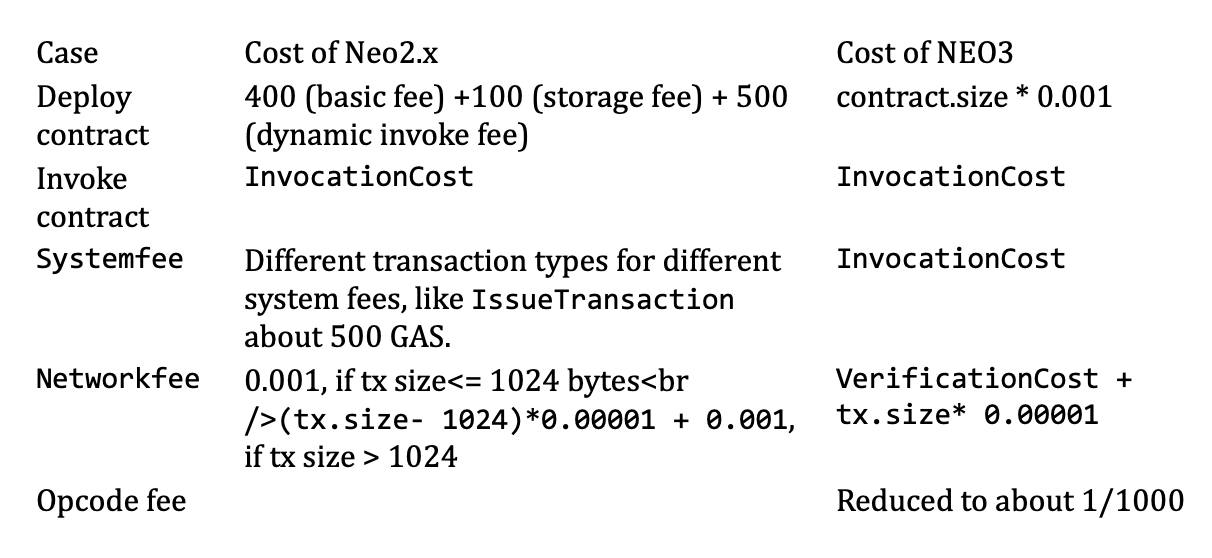 Case Cost of Neo2.x Cost of NEO3
Deploy 400 (basic fee) +100 (storage fee) + 500 contract.size * 0.001
contract (dynamic invoke fee)
Invoke InvocationCost InvocationCost
contract
Systemfee Different transaction types for different InvocationCost
system fees, like IssueTransaction
about 500 GAS.
Networkfee 0.001, if tx size<= 1024 bytes<br VerificationCost +
/>(tx.size- 1024)*0.00001 + 0.001, tx.size* 0.00001
if tx size > 1024
Opcode fee Reduced to about 1/1000